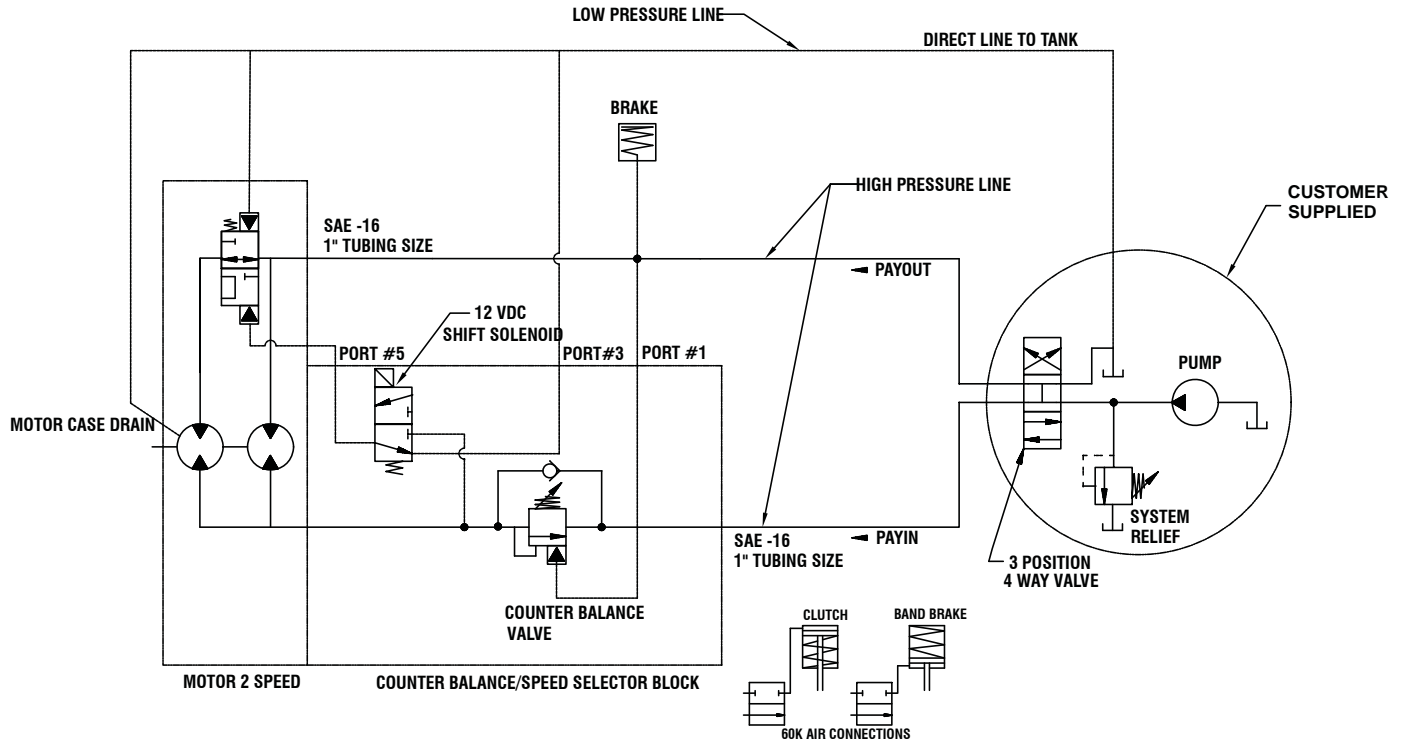 LOW PRESSURE LINE
DIRECT LINE TO TANK
BRAKE
HIGH PRESSURE LINE
CUSTOMER
SUPPLIED
SAE -16
1" TUBING SIZE
PAYOUT
12 VDC
SHIFT SOLENOID
PORT #5
PORT#3
PORT #1
PUMP
MOTOR CASE DRAIN
SYSTEM
RELIEF
SAE -16
1" TUBING SIZE
PAYIN
3 POSITION
4 WAY VALVE
COUNTER BALANCE
VALVE
CLUTCH
BAND BRAKE
MOTOR 2 SPEED
COUNTER BALANCE/SPEED SELECTOR BLOCK
60K AIR CONNECTIONS